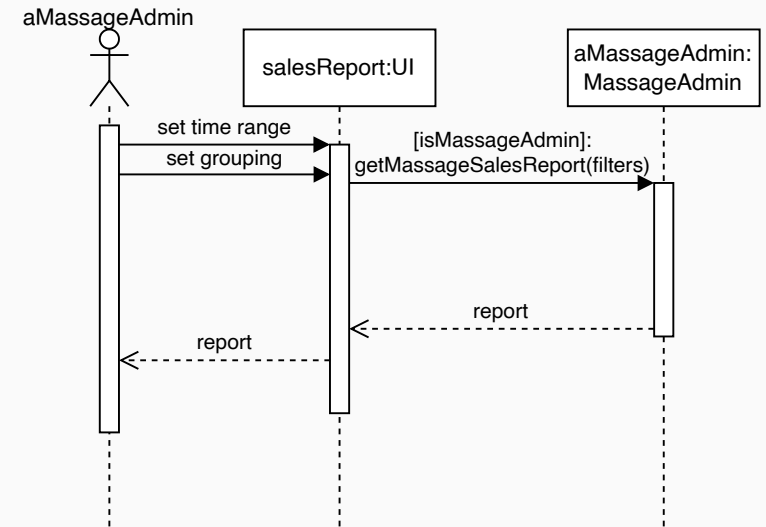 aMassageAdmin
salesReport:UI
aMassageAdmin:
MassageAdmin
set time range
[isMassageAdmin]:
set grouping
getMassageSalesReport(filters)
report
report